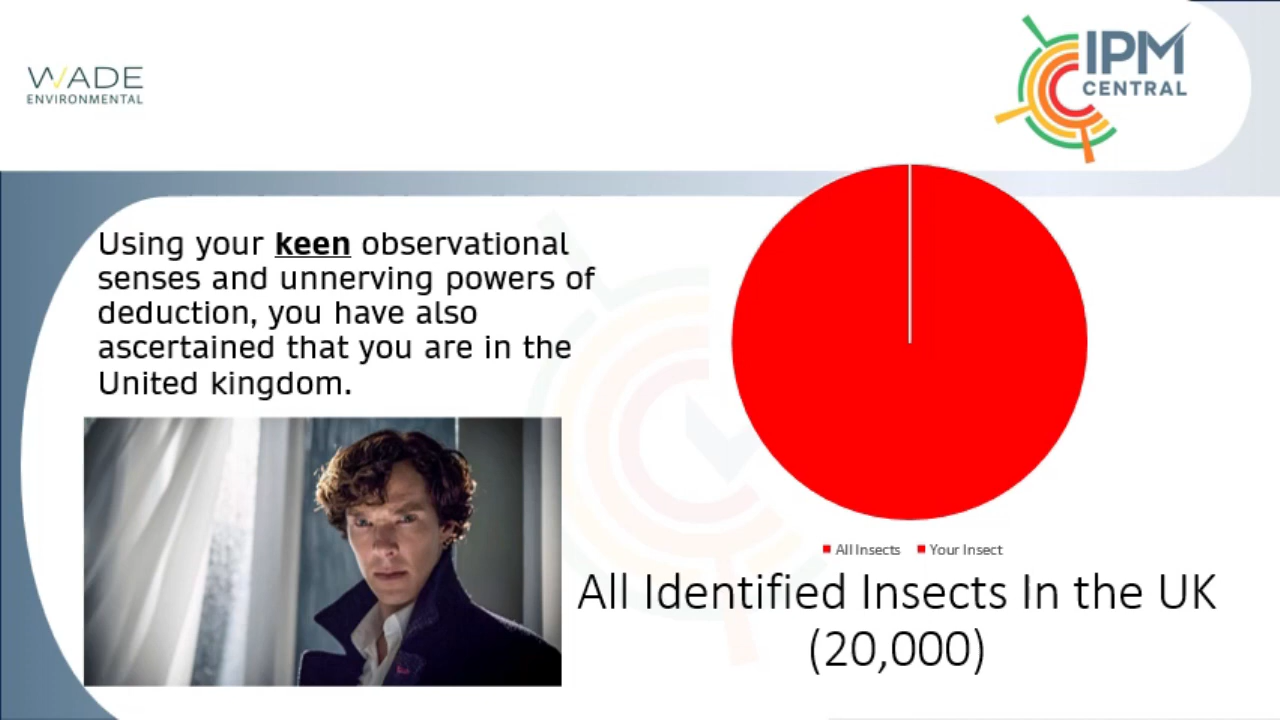 WADE
ENVIRONMENTAL
IPM
CENTRAL
Using your keen observational
senses and unnerving powers of
deduction, you have also
ascertained that you are in the
United kingdom.
All Insects Your Insect
All Identified Insects In the UK
(20,000)